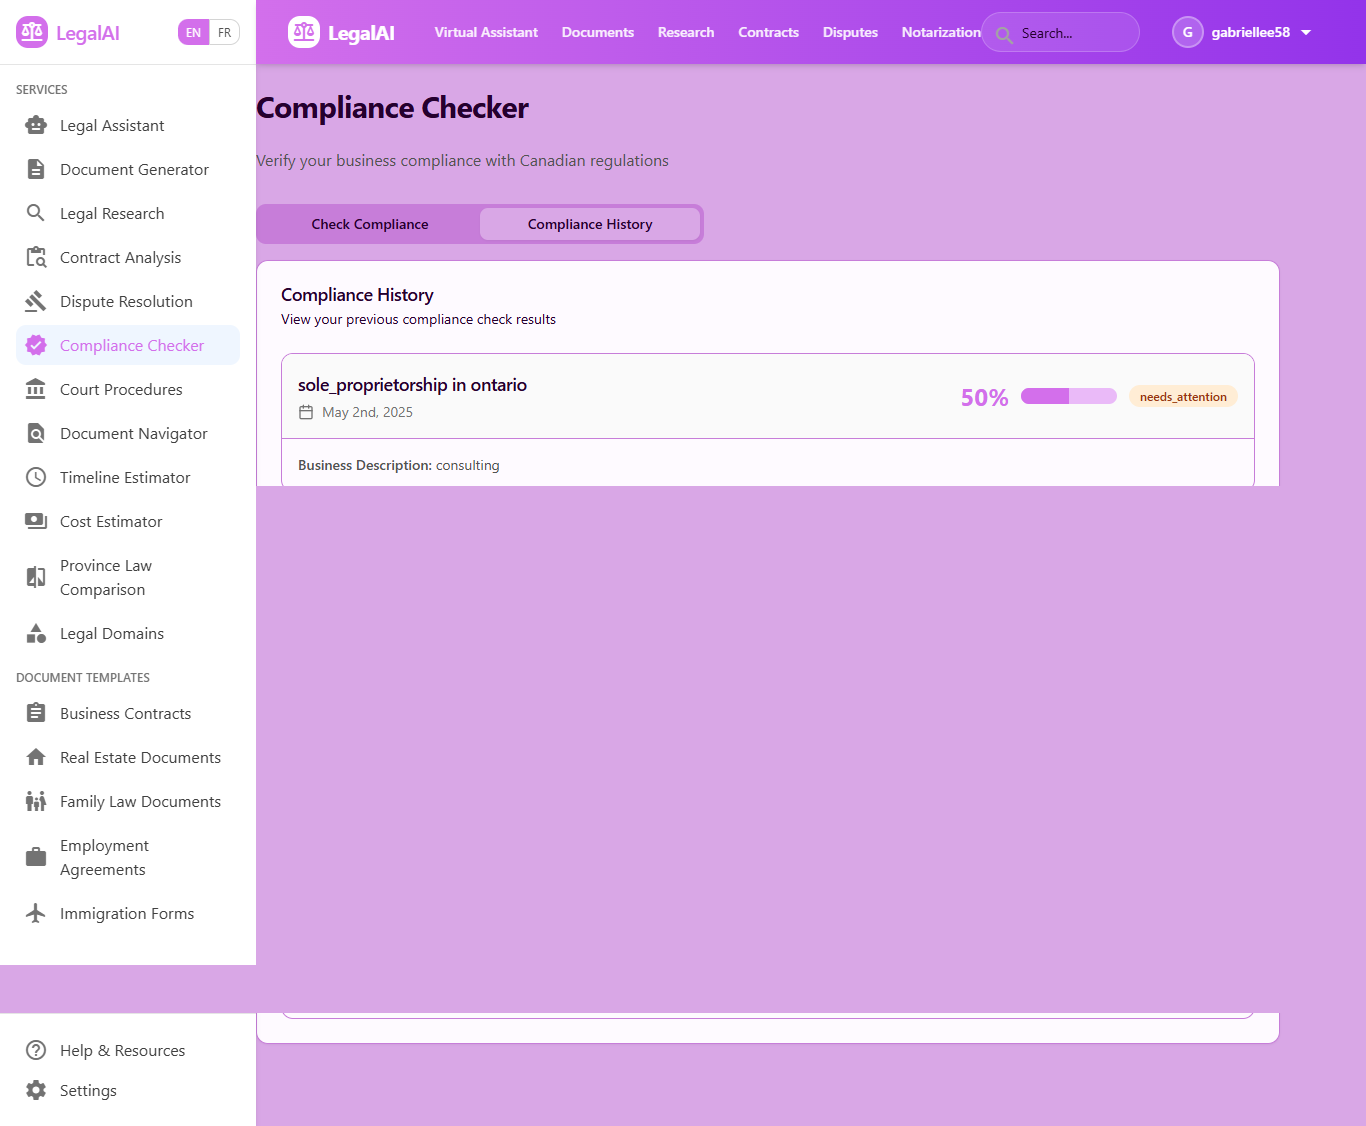 LegalAI
EN
FR
SERVICES
Legal Assistant
Document Generator
Legal Research
Contract Analysis
Dispute Resolution
Compliance Checker
Court Procedures
Document Navigator
Timeline Estimator
Cost Estimator
Province Law
Comparison
Legal Domains
DOCUMENT TEMPLATES
Business Contracts
Real Estate Documents
Family Law Documents
Employment
Agreements
Immigration Forms
Help & Resources
Settings
LegalAI
Virtual Assistant
Documents
Research
Contracts
Disputes
Notarization
Search...
G
gabriellee58
Compliance Checker
Verify your business compliance with Canadian regulations
Check Compliance
Compliance History
Compliance History
View your previous compliance check results
sole_proprietorship in ontario
May 2nd, 2025
50%
needs_attention
Business Description: consulting